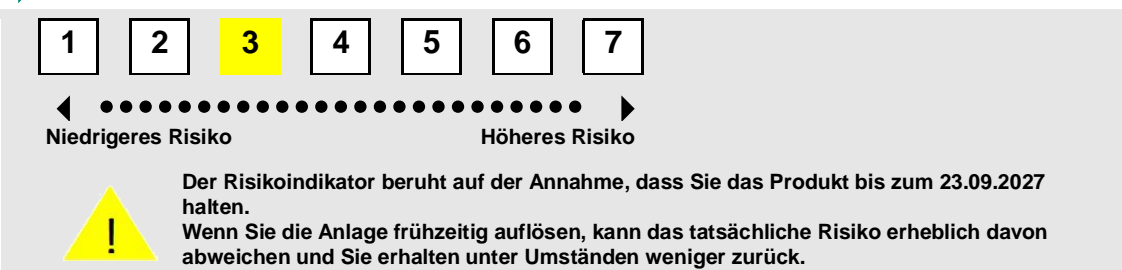 1 2 3 4 5 6 7
Niedrigeres Risiko Höheres Risiko
Der Risikoindikator beruht auf der Annahme, dass Sie das Produkt bis zum 23.09.2027
halten.
Wenn Sie die Anlage frühzeitig auflösen, kann das tatsächliche Risiko erheblich davon
abweichen und Sie erhalten unter Umständen weniger zurück.
!